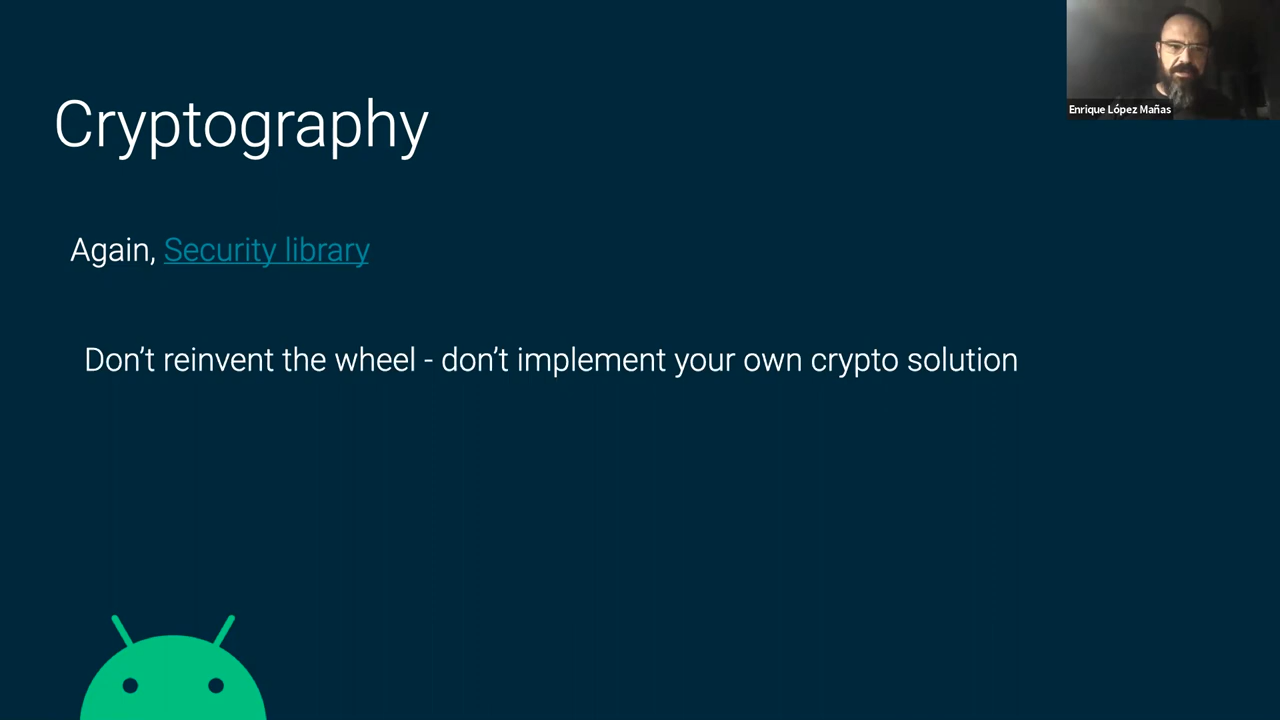 Cryptography
Enrique López Mañas
Again, Security library
Don’t reinvent the wheel - don’t implement your own crypto solution